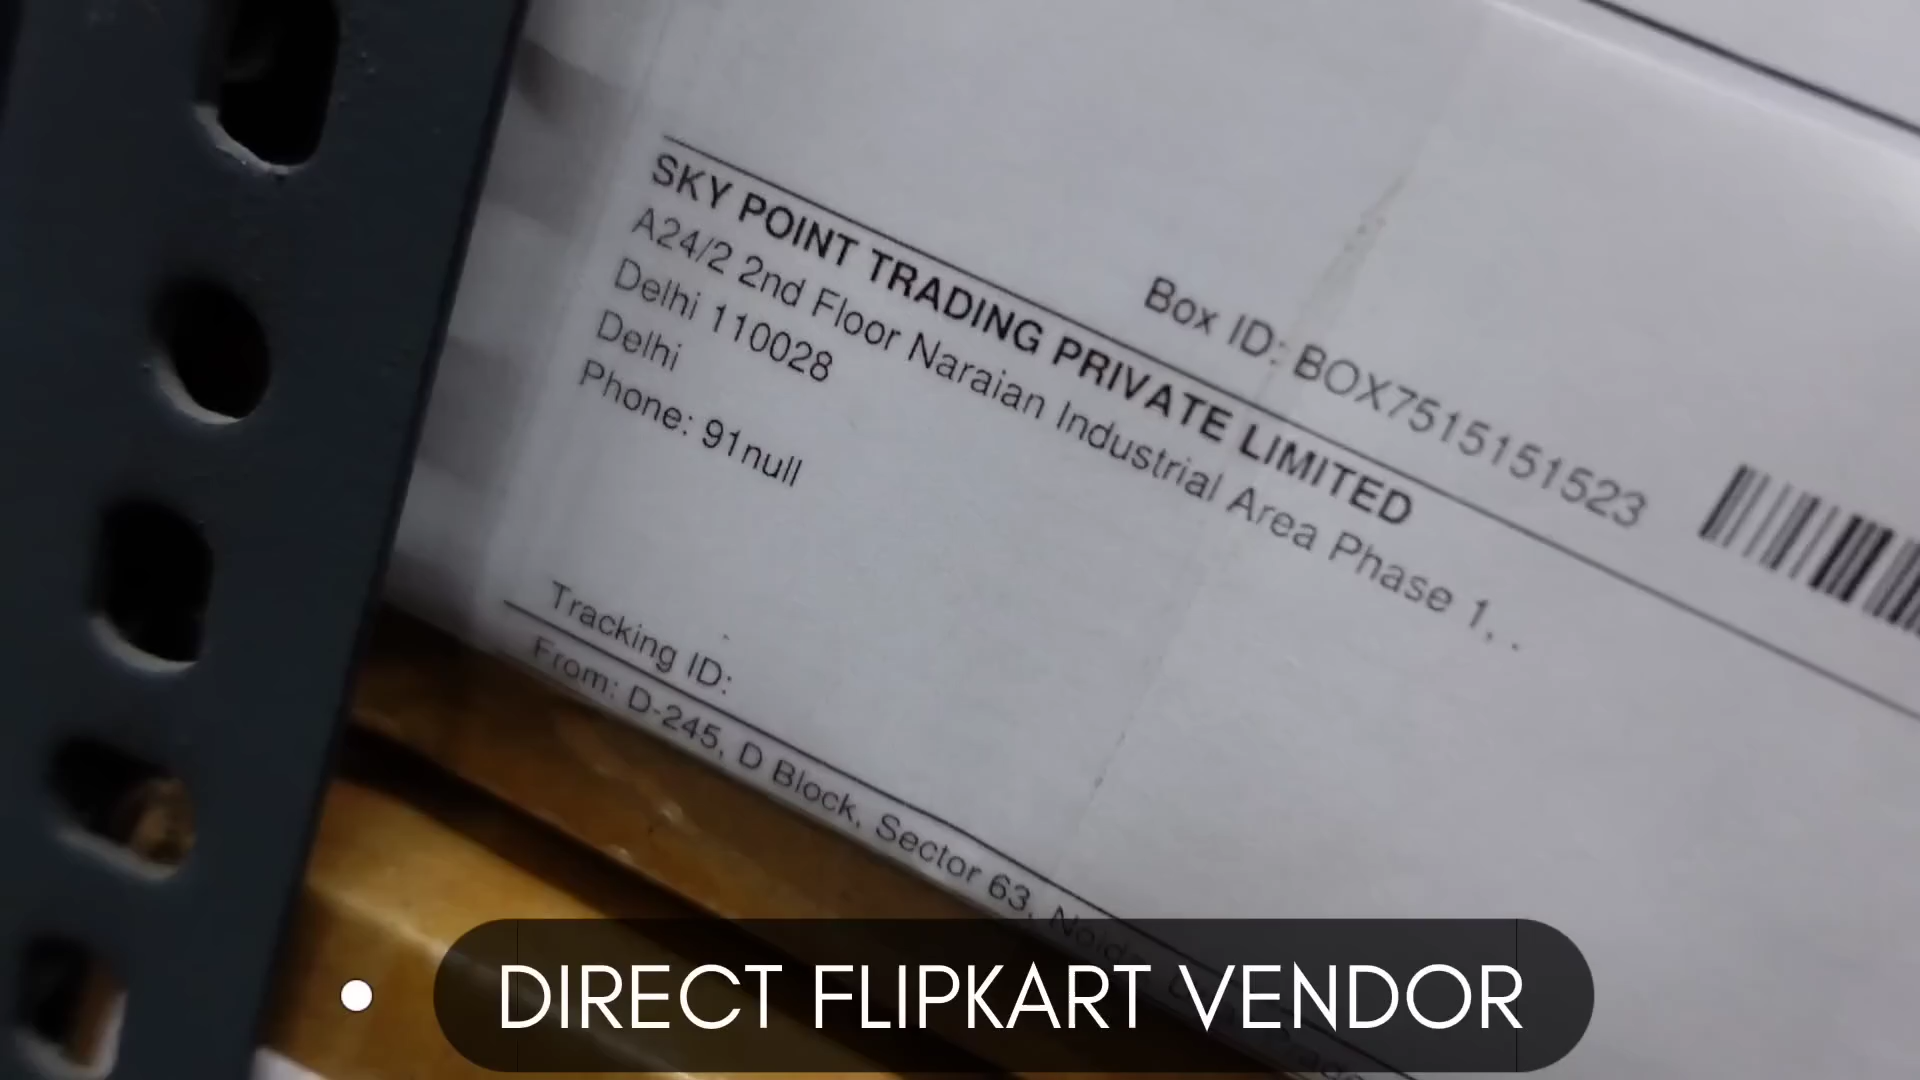 Box ID: BOX7515151523
SKY POINT TRADING PRIVATE LIMITED
A24/2 2nd Floor Naraian Industrial Area Phase 1, .
Delhi 110028
Delhi
Phone: 91null
Tracking ID:
From: D-245, D Block, Sector 63,
DIRECT FLIPKART VENDOR